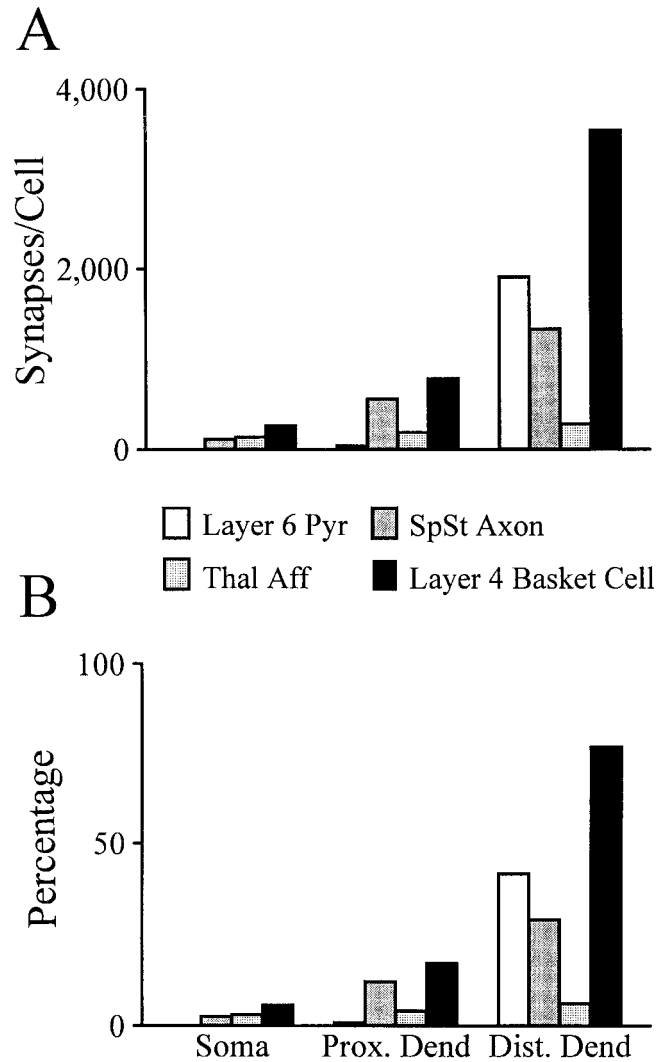 A
4,000
2,000
0
Synapses/Cell
Layer 6 Pyr
SpSt Axon
Thal Aff
Layer 4 Basket Cell
B
100
50
0
Percentage
Soma
Prox. Dend
Dist. Dend